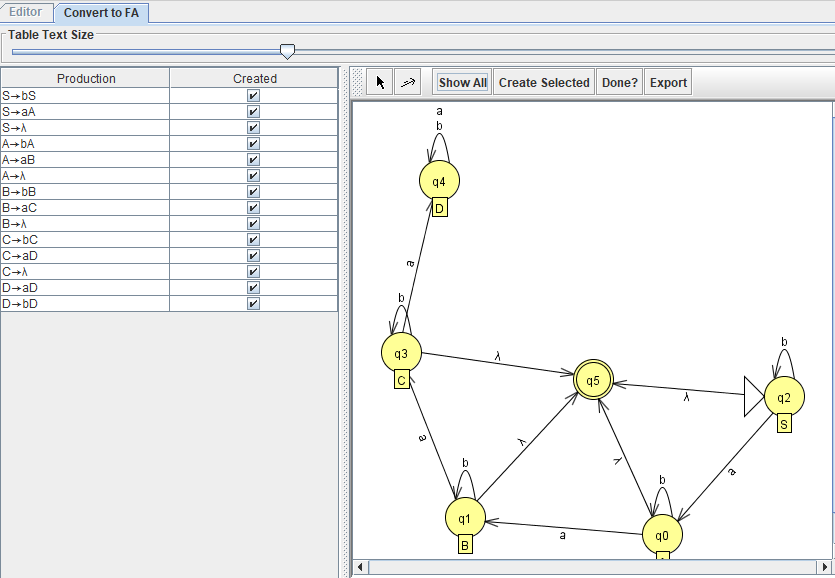 Editor Convert to FA
Table Text Size
Production Created
S→bS
S→aA
S→λ
A→bA
A→aB
A→λ
B→bB
B→aC
B→λ
C→bC
C→aD
C→λ
D→aD
D→bD
Show All Create Selected Done? Export
a
b
q4
D
a
b
q3
C
λ
q5
λ
b
q2
S
a
λ
λ
a
b
q1
B
a
b
q0